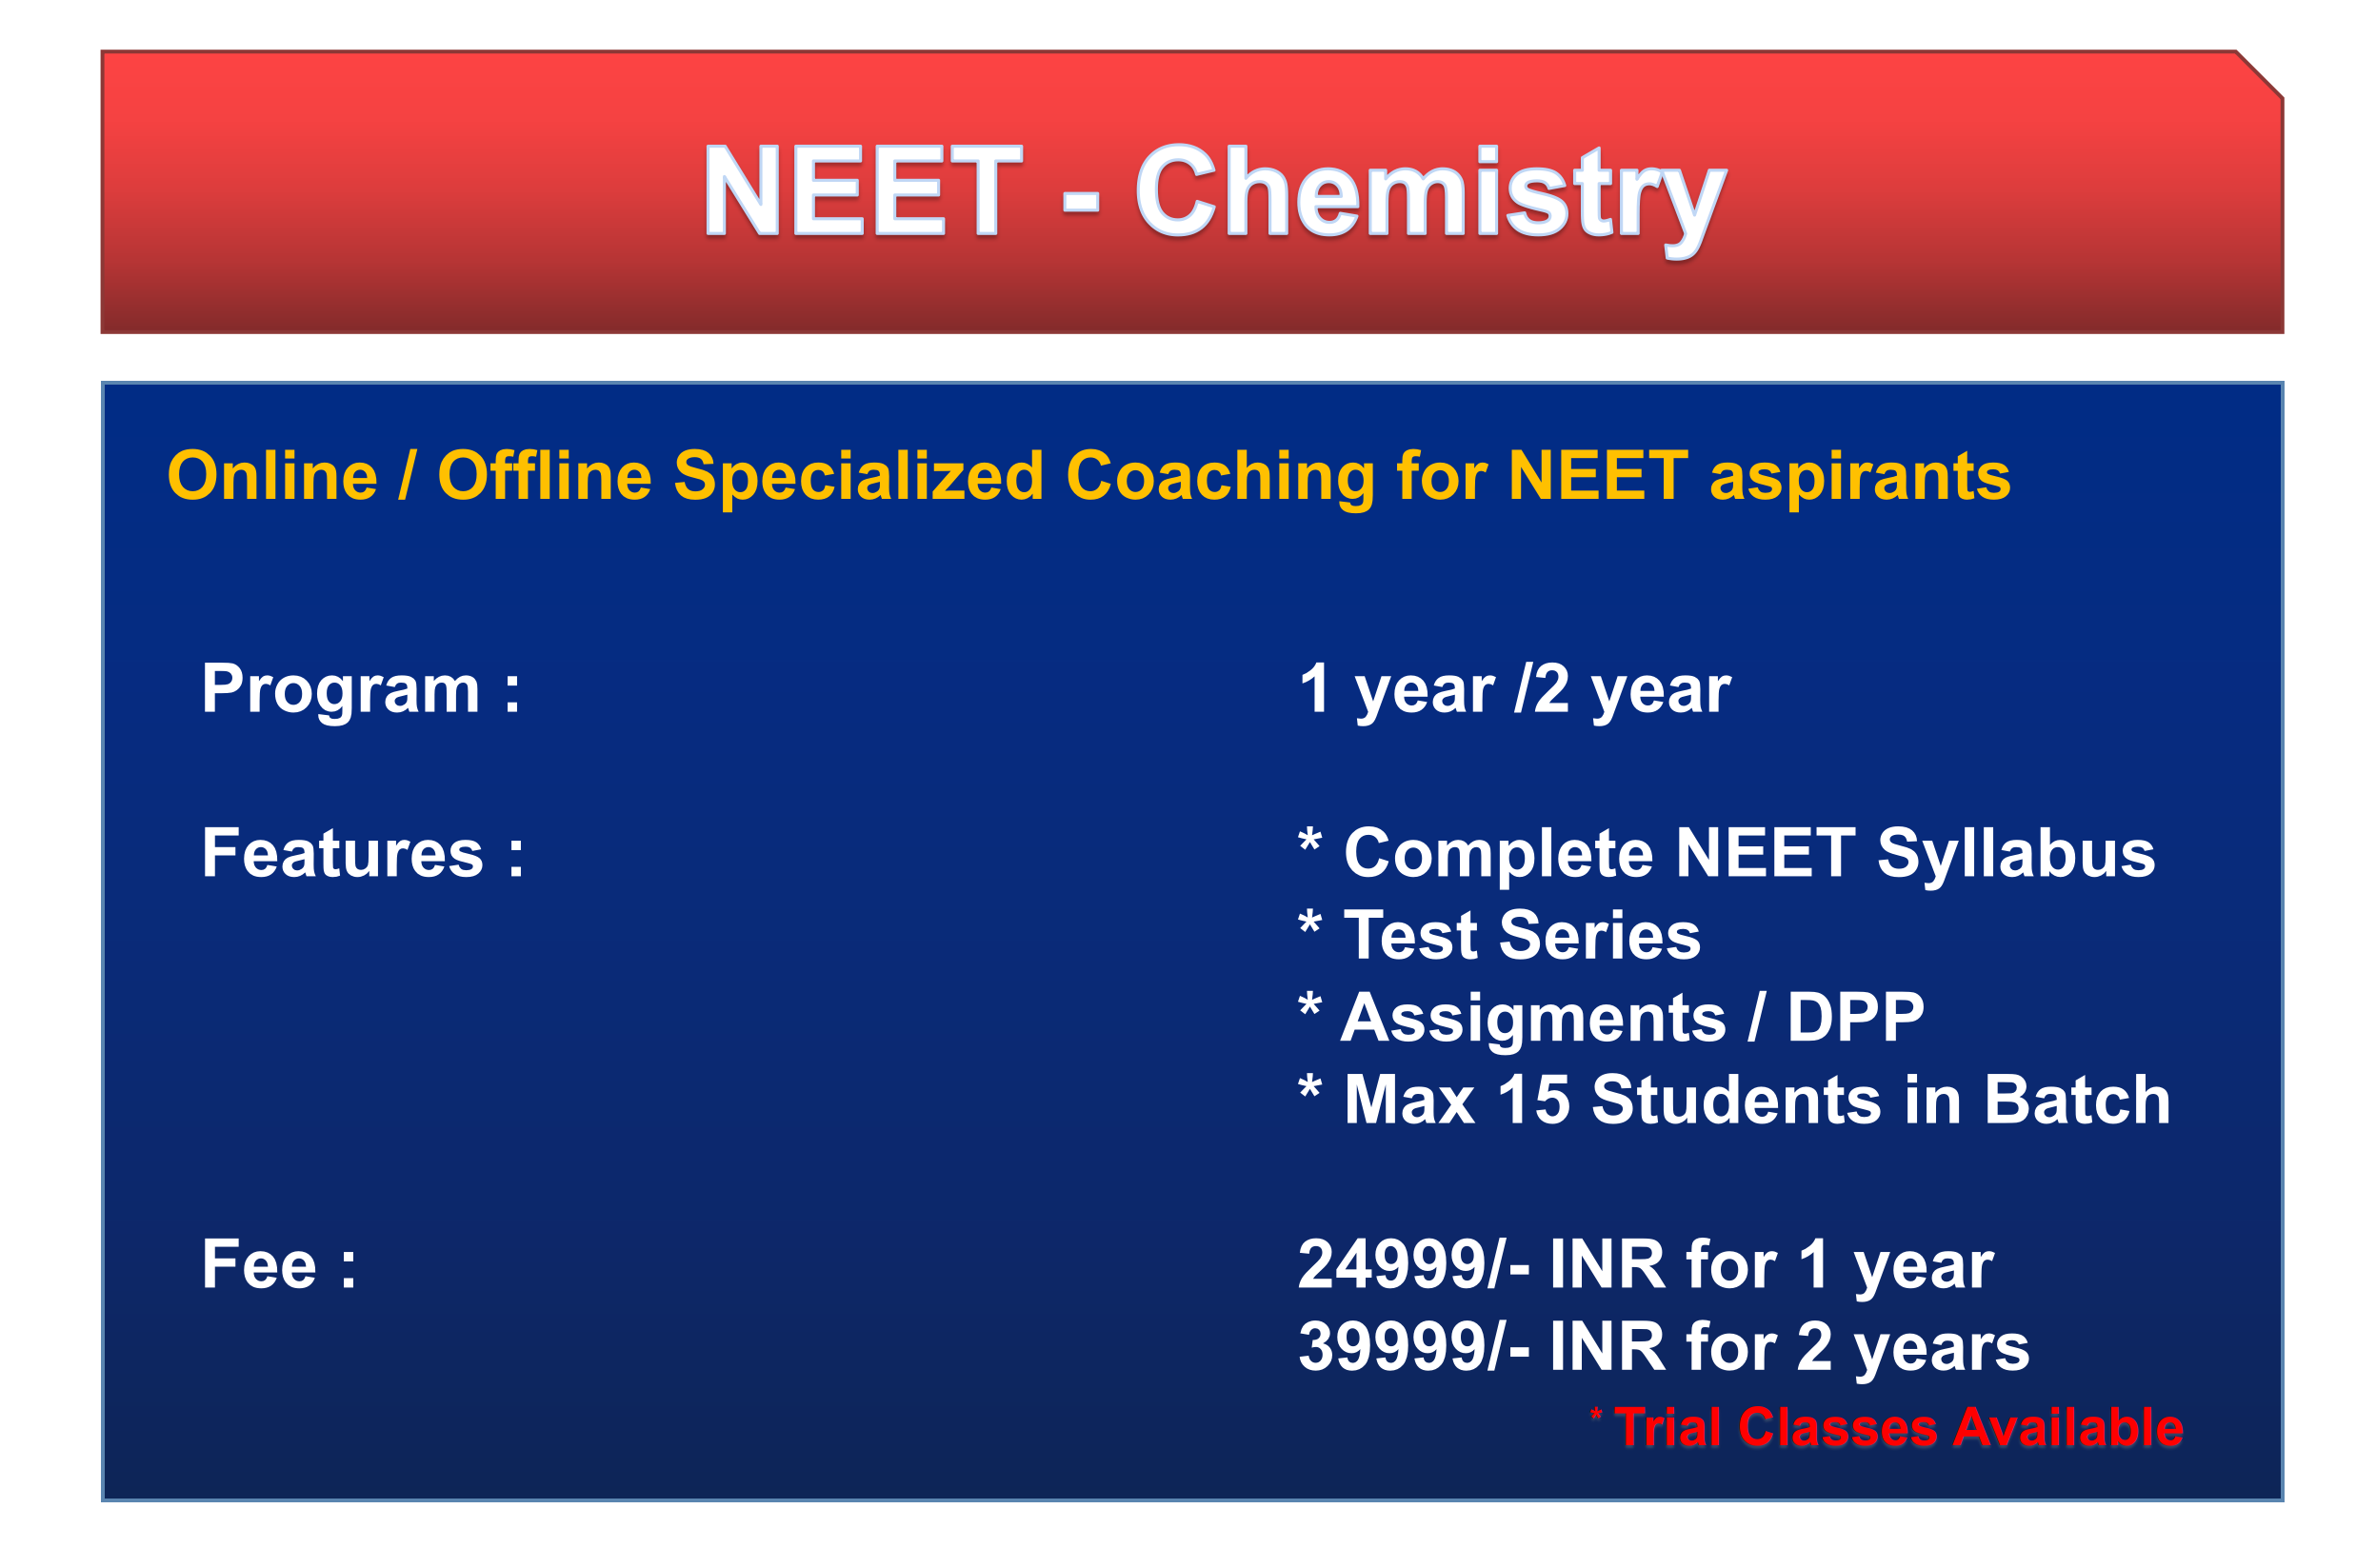 NEET - Chemistry
Online / Offline Specialized Coaching for NEET aspirants
Program : 1 year /2 year
Features : * Complete NEET Syllabus
* Test Series
* Assigments / DPP
* Max 15 Students in Batch
Fee : 24999/- INR for 1 year
39999/- INR for 2 years
* Trial Classes Available